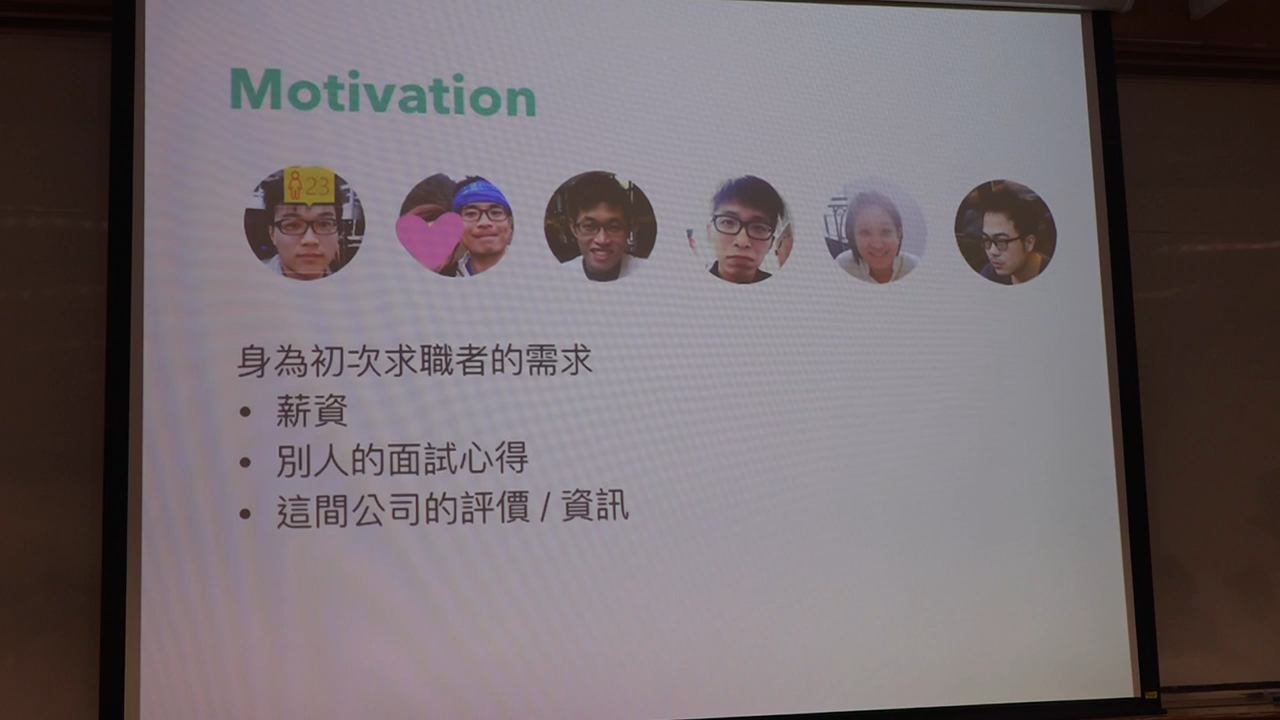 Motivation
23
身為初次求職者的需求
• 薪資
• 別人的面試心得
• 這間公司的評價 / 資訊